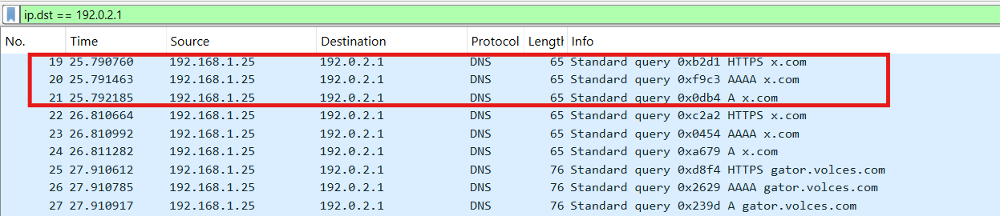 ip.dst == 192.0.2.1
No. Time Source Destination Protocol Length Info
19 25.790760 192.168.1.25 192.0.2.1 DNS 65 Standard query 0xb2d1 HTTPS x.com
20 25.791463 192.168.1.25 192.0.2.1 DNS 65 Standard query 0xf9c3 AAAA x.com
21 25.792185 192.168.1.25 192.0.2.1 DNS 65 Standard query 0x0db4 A x.com
22 26.810664 192.168.1.25 192.0.2.1 DNS 65 Standard query 0xc2a2 HTTPS x.com
23 26.810992 192.168.1.25 192.0.2.1 DNS 65 Standard query 0x0454 AAAA x.com
24 26.811282 192.168.1.25 192.0.2.1 DNS 65 Standard query 0xa679 A x.com
25 27.910612 192.168.1.25 192.0.2.1 DNS 76 Standard query 0xd8f4 HTTPS gator.volces.com
26 27.910785 192.168.1.25 192.0.2.1 DNS 76 Standard query 0x2629 AAAA gator.volces.com
27 27.910917 192.168.1.25 192.0.2.1 DNS 76 Standard query 0x239d A gator.volces.com